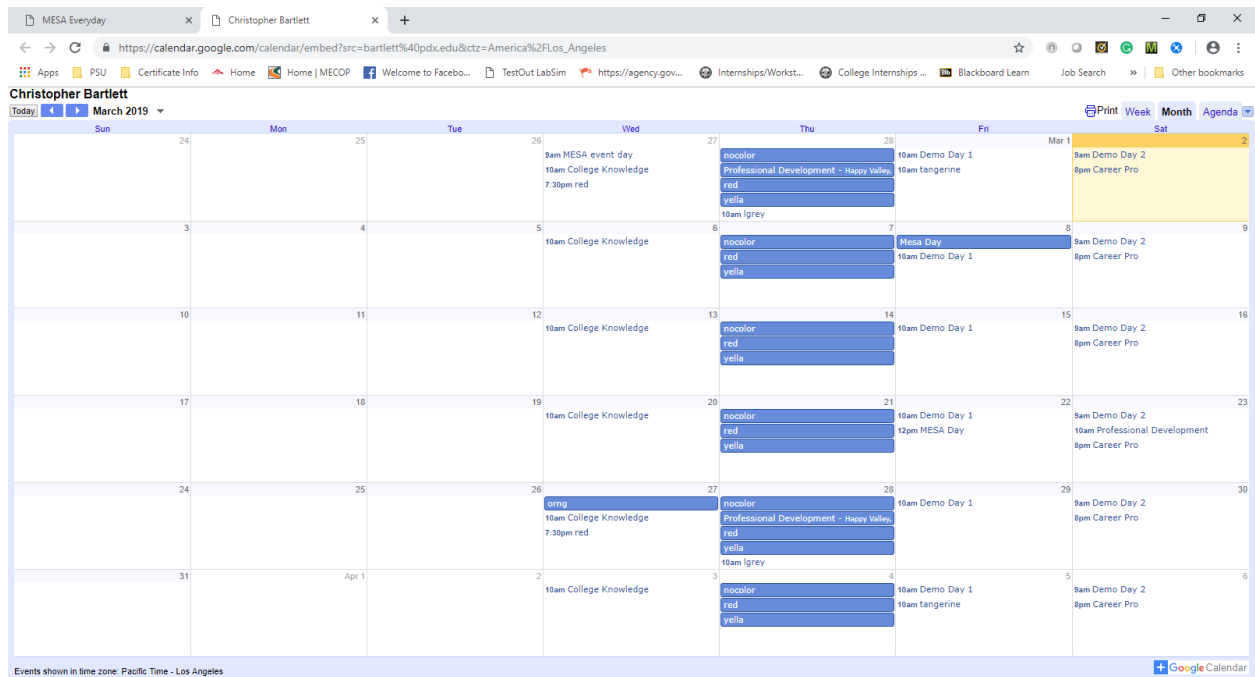 MESA Everyday
Christopher Bartlett
https://calendar.google.com/calendar/embed?src=bartlett%40pdx.edu&ctz=America%2FLos_Angeles
Apps PSU Certificate Info Home Home | MECOP Welcome to Facebo... TestOut LabSim https://agency.gov... Internships/Workst... College Internships ... Blackboard Learn Job Search » Other bookmarks
Christopher Bartlett
Today March 2019 Print Week Month Agenda
Sun Mon Tue Wed Thu Fri Sat
24 25 26 27 28 Mar 1 2
9am MESA event day nocolor 10am Demo Day 1 9am Demo Day 2
10am College Knowledge Professional Development - Happy Valley, 10am tangerine 8pm Career Pro
7:30pm red red
yella
10am lgrey
3 4 5 6 7 8 9
10am College Knowledge nocolor Mesa Day 9am Demo Day 2
red 10am Demo Day 1 8pm Career Pro
yella
10 11 12 13 14 15 16
10am College Knowledge nocolor 10am Demo Day 1 9am Demo Day 2
red 8pm Career Pro
yella
17 18 19 20 21 22 23
10am College Knowledge nocolor 10am Demo Day 1 9am Demo Day 2
red 12pm MESA Day 10am Professional Development
yella 8pm Career Pro
24 25 26 27 28 29 30
orng nocolor 10am Demo Day 1 9am Demo Day 2
10am College Knowledge Professional Development - Happy Valley, 8pm Career Pro
7:30pm red red
yella
10am lgrey
31 Apr 1 2 3 4 5 6
10am College Knowledge nocolor 10am Demo Day 1 9am Demo Day 2
red 10am tangerine 8pm Career Pro
yella
Events shown in time zone: Pacific Time - Los Angeles
Google Calendar